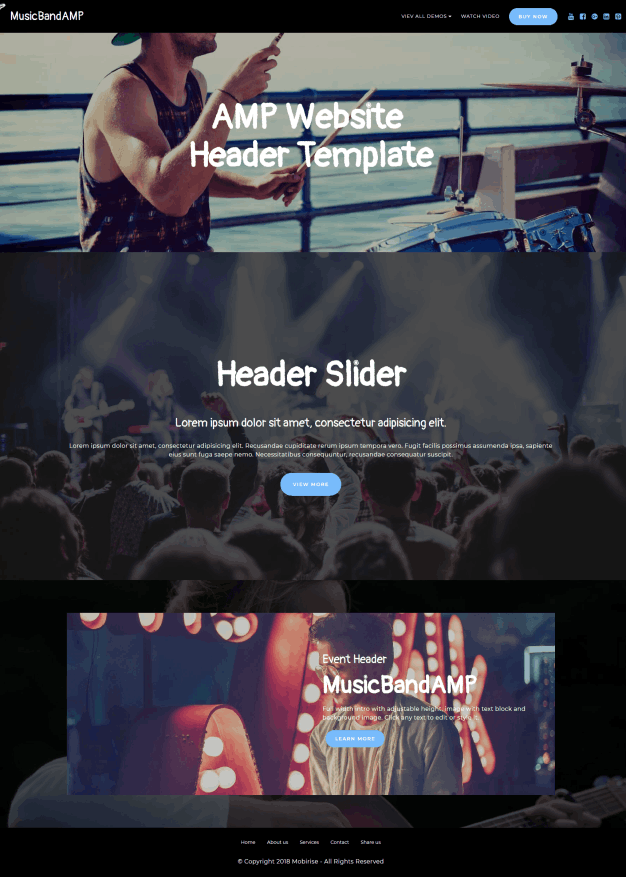 MusicBandAMP
VIEV ALL DEMOS WATCH VIDEO BUY NOW
AMP Website
Header Template
Header Slider
Lorem ipsum dolor sit amet, consectetur adipisicing elit.
Lorem ipsum dolor sit amet, consectetur adipisicing elit. Recusandae cupiditate rerum ipsum tempora vero. Fugit facilis possimus assumenda ipsa, sapiente
eius sunt fuga saepe nemo. Necessitatibus consequuntur, recusandae consequatur suscipit.
VIEW MORE
Event Header
MusicBandAMP
Full width intro with adjustable height, image with text block and
background image. Click any text to edit or style it.
LEARN MORE
Home About us Services Contact Share us
© Copyright 2018 Mobirise - All Rights Reserved